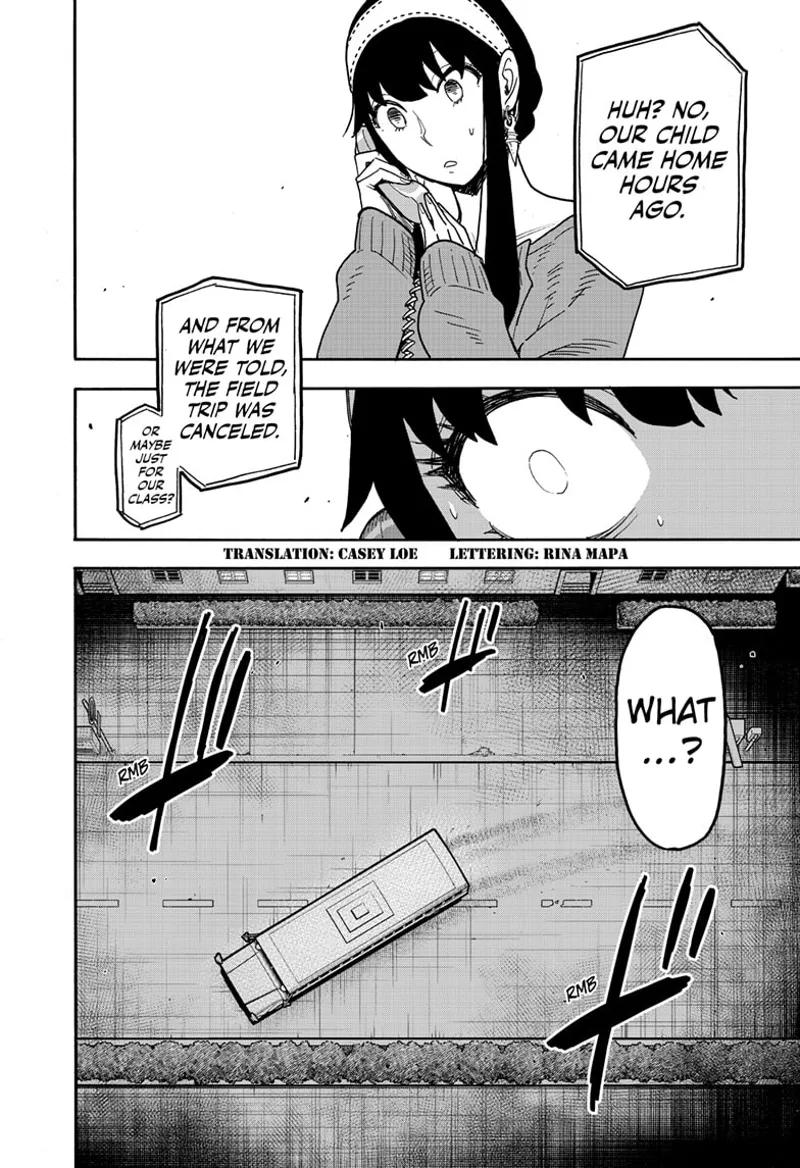 HUH? NO,
OUR CHILD
CAME HOME
HOURS
AGO.
AND FROM
WHAT WE
WERE TOLD,
THE FIELD
TRIP WAS
CANCELED.
OR
MAYBE
JUST
FOR
OUR
CLASS?
TRANSLATION: CASEY LOE LETTERING: RINA MAPA
RMB
RMB
WHAT
...?
RMB